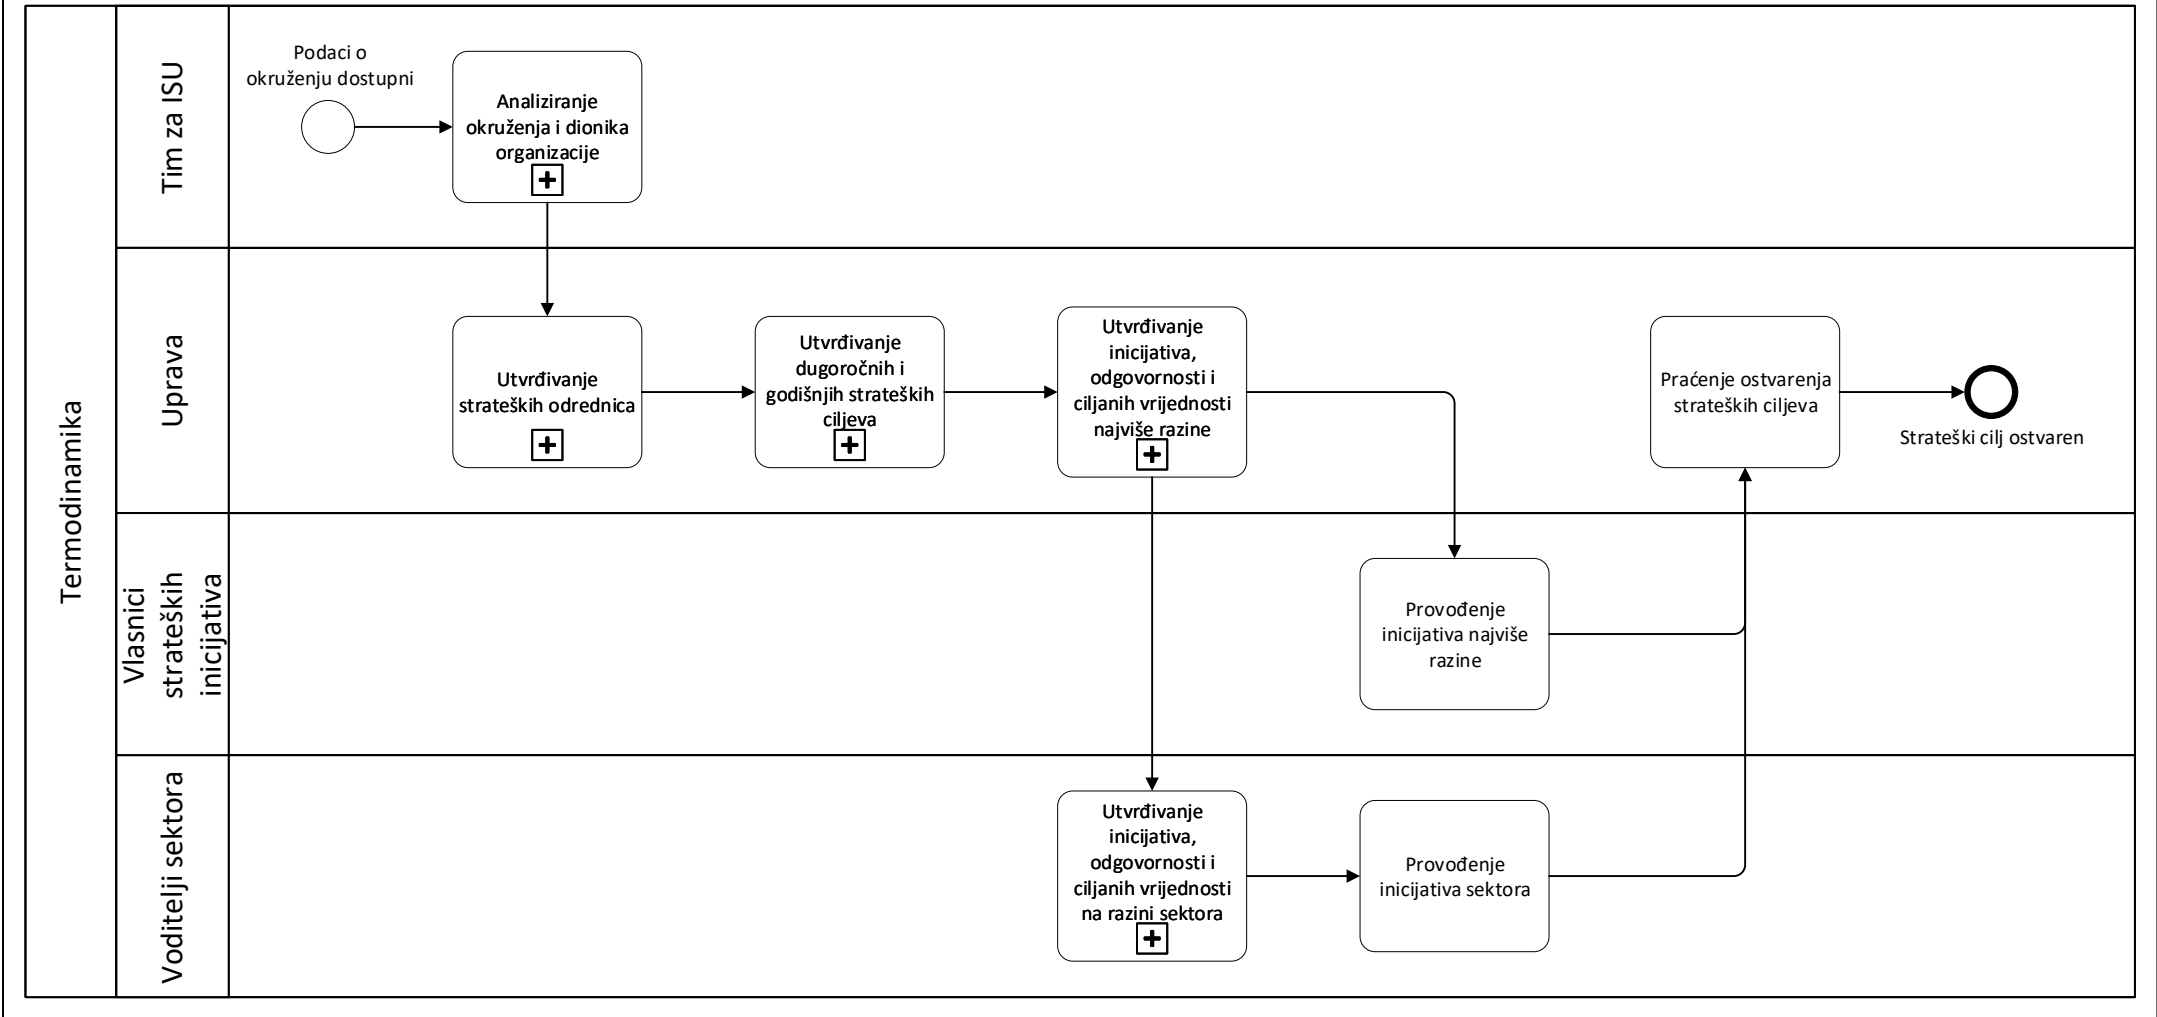 Termodinamika
Tim za ISU
Podaci o
okruženju dostupni
Analiziranje
okruženja i dionika
organizacije
Uprava
Utvrđivanje
strateških odrednica
Utvrđivanje
dugoročnih i
godišnjih strateških
ciljeva
Utvrđivanje
inicijativa,
odgovornosti i
ciljanih vrijednosti
najviše razine
Praćenje ostvarenja
strateških ciljeva
Strateški cilj ostvaren
Vlasnici
strateških
inicijativa
Provođenje
inicijativa najviše
razine
Voditelji sektora
Utvrđivanje
inicijativa,
odgovornosti i
ciljanih vrijednosti
na razini sektora
Provođenje
inicijativa sektora